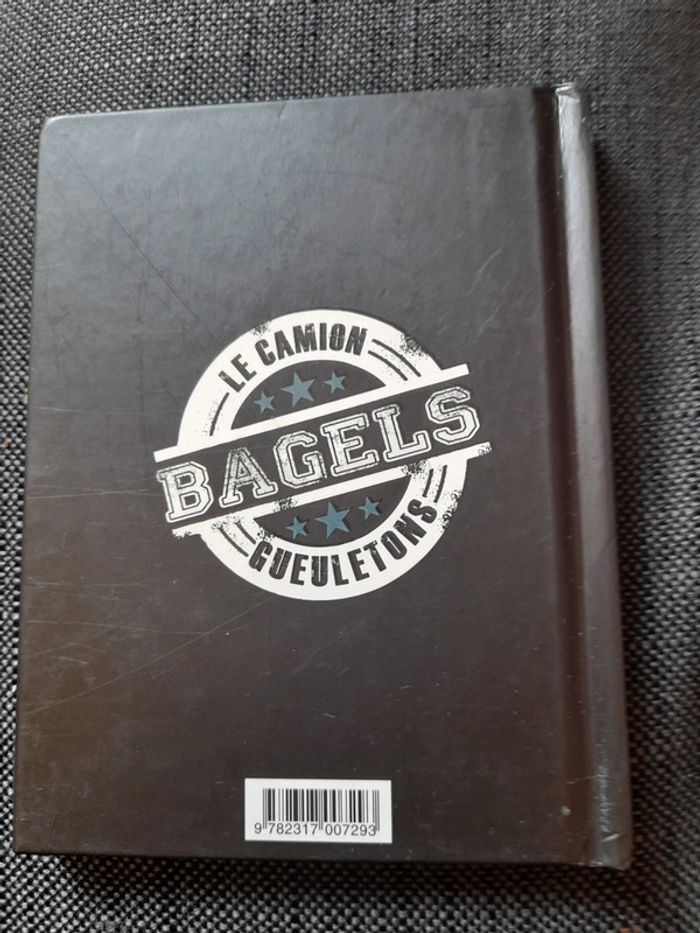 LE CAMION
BAGELS
GUEULETONS
9 782317 007293